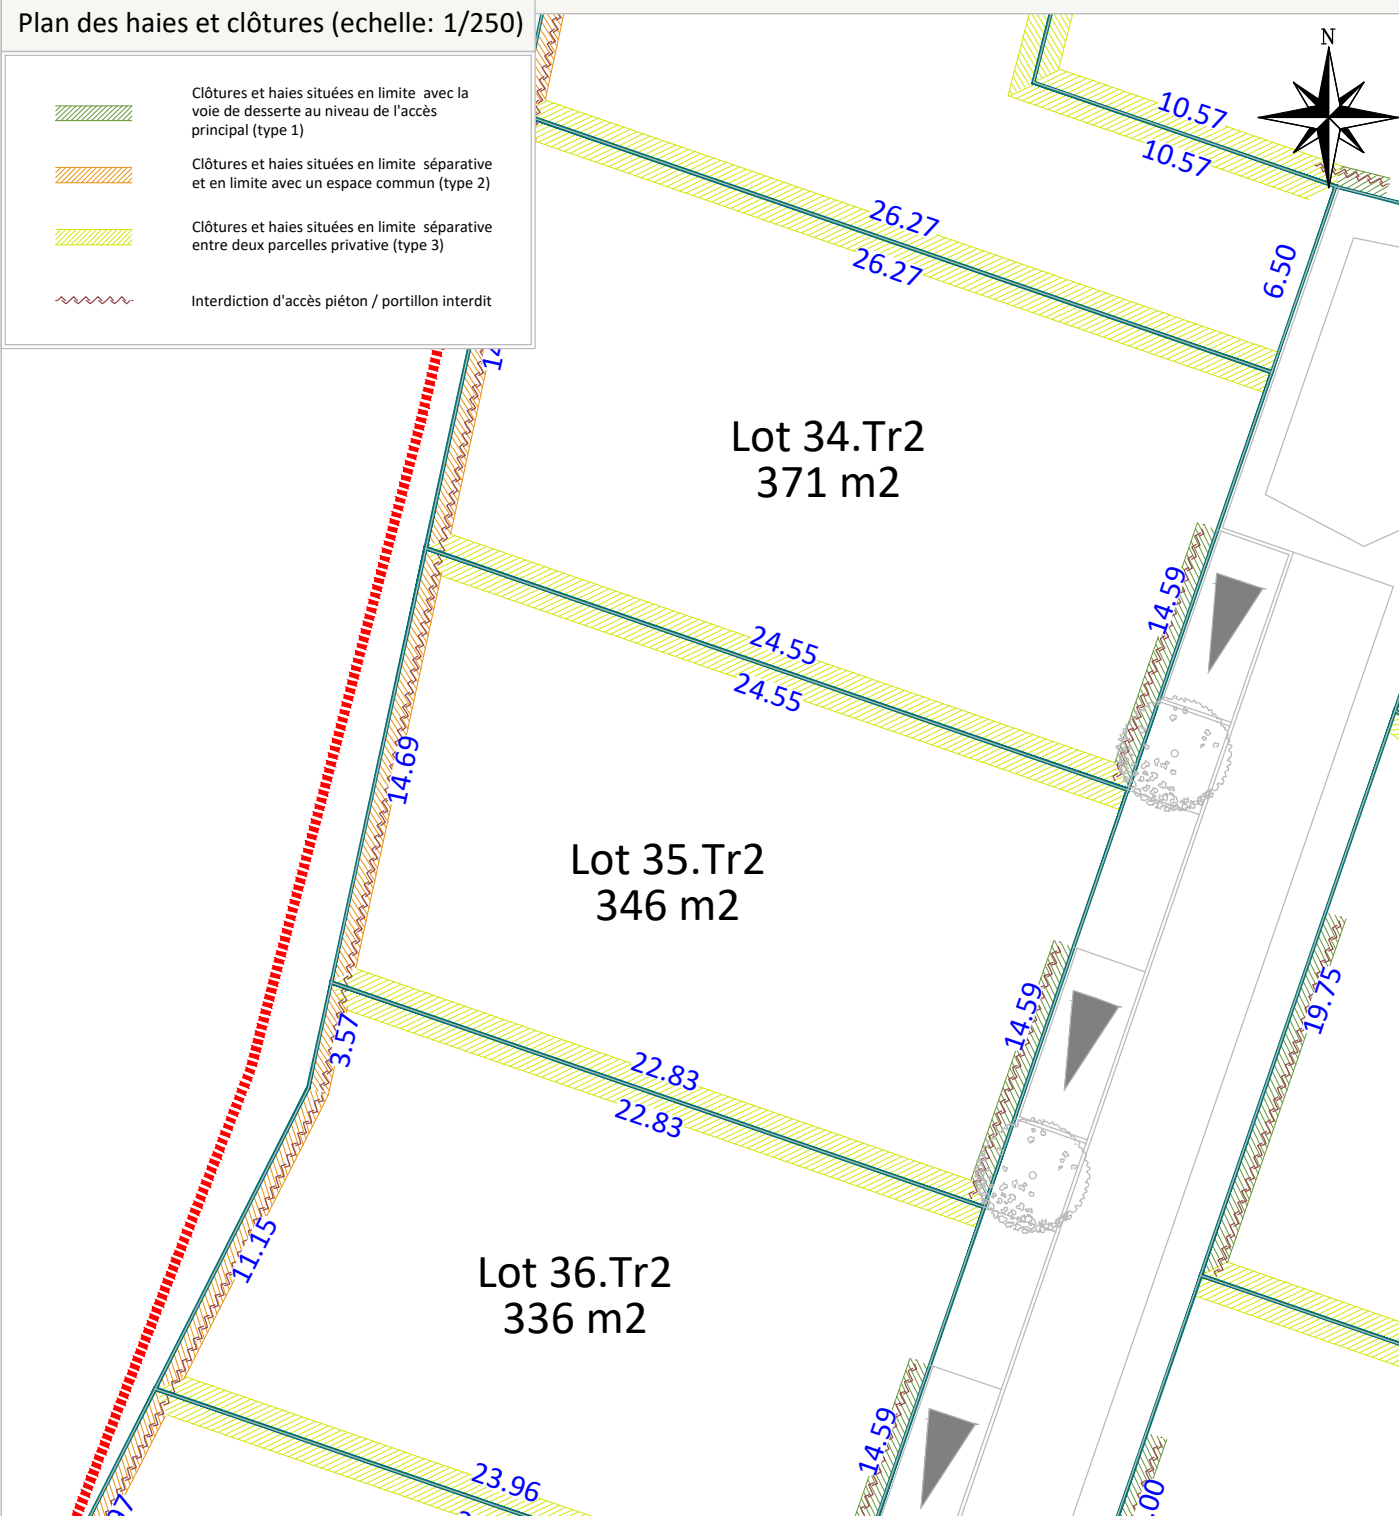 Plan des haies et clôtures (echelle: 1/250)
Clôtures et haies situées en limite avec la
voie de desserte au niveau de l'accès
principal (type 1)
Clôtures et haies situées en limite séparative
et en limite avec un espace commun (type 2)
Clôtures et haies situées en limite séparative
entre deux parcelles privative (type 3)
Interdiction d'accès piéton / portillon interdit
N
10.57
10.57
26.27
26.27
6.50
Lot 34.Tr2
371 m2
14.59
24.55
24.55
14.69
Lot 35.Tr2
346 m2
14.59
19.75
3.57
22.83
22.83
11.15
Lot 36.Tr2
336 m2
14.59
23.96